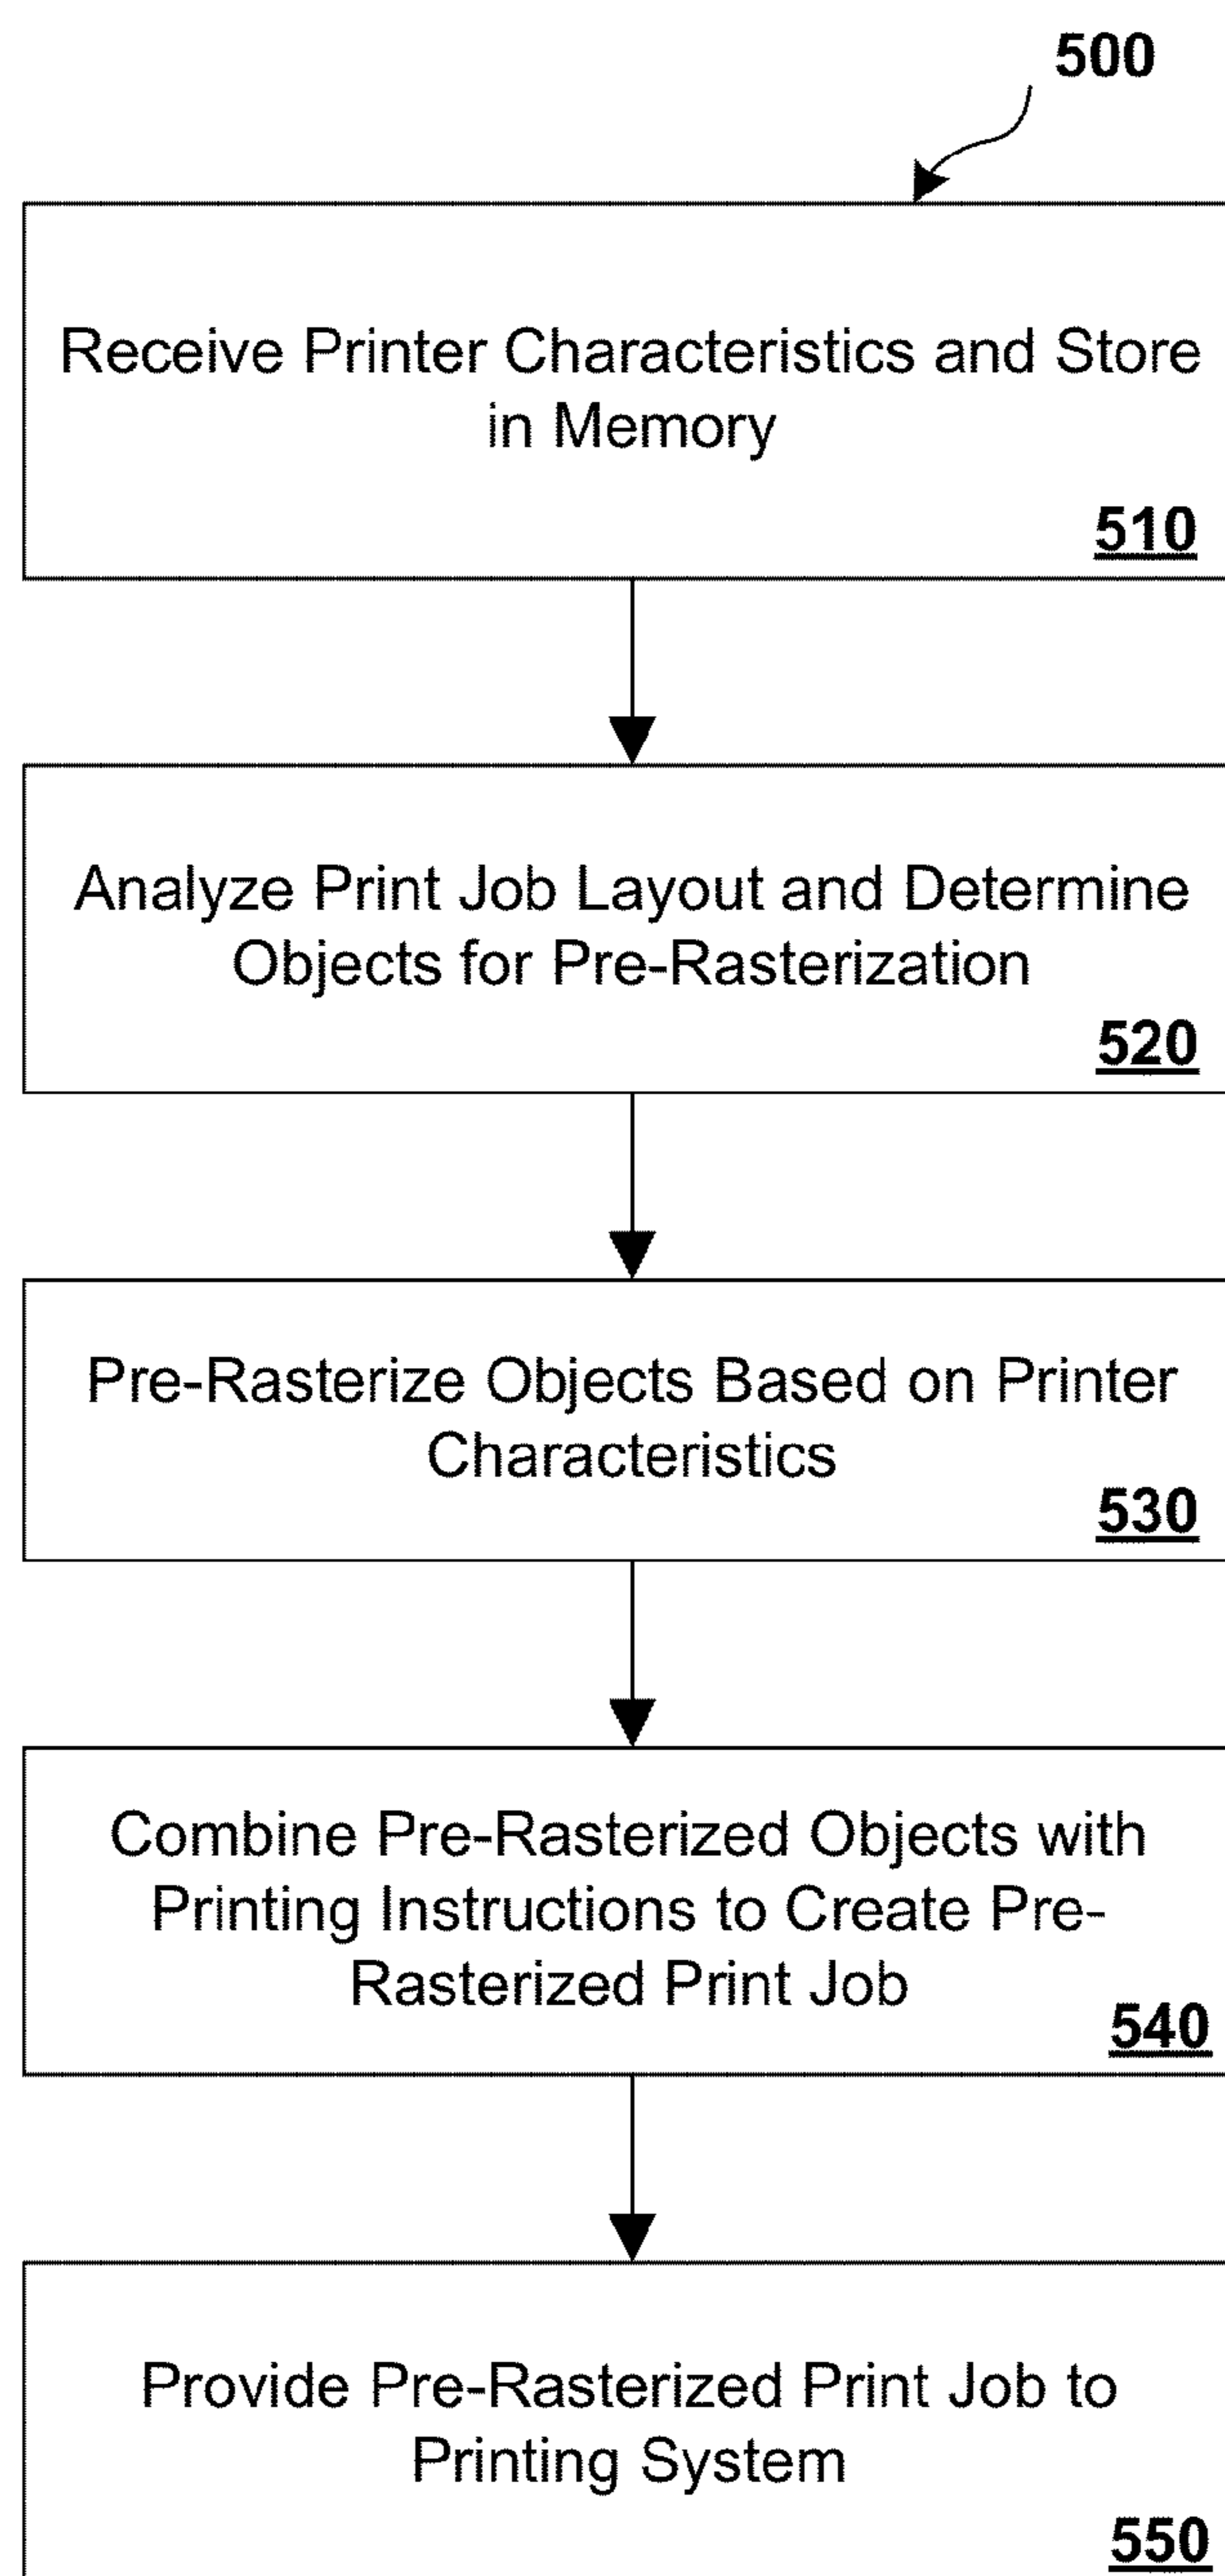 500
Receive Printer Characteristics and Store
in Memory
510
Analyze Print Job Layout and Determine
Objects for Pre-Rasterization
520
Pre-Rasterize Objects Based on Printer
Characteristics
530
Combine Pre-Rasterized Objects with
Printing Instructions to Create Pre-
Rasterized Print Job
540
Provide Pre-Rasterized Print Job to
Printing System
550